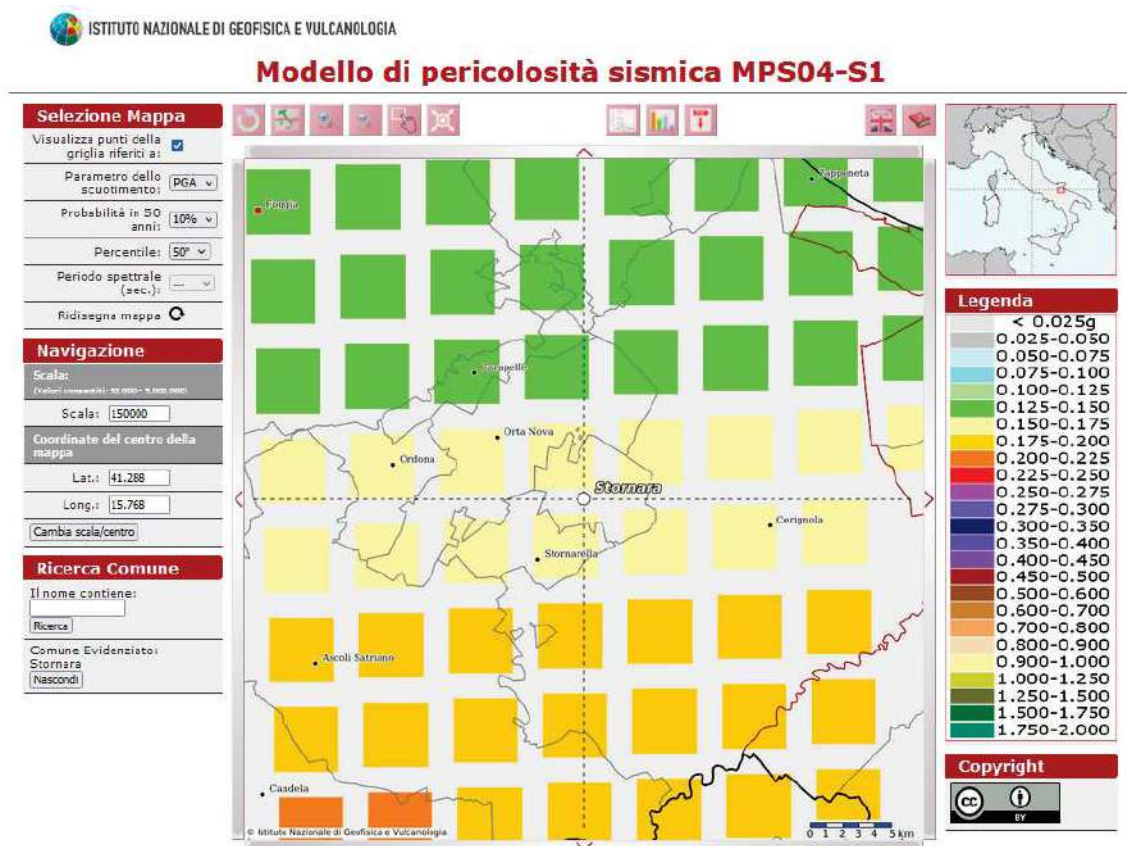 ISTITUTO NAZIONALE DI GEOFISICA E VULCANOLOGIA
Modello di pericolosità sismica MPS04-S1
Selezione Mappa
Visualizza punti della
griglia riferiti a:
Parametro dello
scuotimento: PGA
Probabilità in 50
anni: 10%
Percentile: 50°
Periodo spettrale
(sec.): ---
Ridisegna mappa
Navigazione
Scala:
Scala: 150000
Coordinate del centro della
mappa
Lat.: 41.288
Long.: 15.768
Cambia scala/centro
Ricerca Comune
Il nome contiene:
Ricerca
Comune Evidenziato:
Stornara
Nascondi
Foggia
Zapponeta
Carapelle
Orta Nova
Ordona
Stornara
Cerignola
Stornarella
Ascoli Satriano
Candela
© Istituto Nazionale di Geofisica e Vulcanologia
0 1 2 3 4 5 km
Legenda
< 0.025g
0.025-0.050
0.050-0.075
0.075-0.100
0.100-0.125
0.125-0.150
0.150-0.175
0.175-0.200
0.200-0.225
0.225-0.250
0.250-0.275
0.275-0.300
0.300-0.350
0.350-0.400
0.400-0.450
0.450-0.500
0.500-0.600
0.600-0.700
0.700-0.800
0.800-0.900
0.900-1.000
1.000-1.250
1.250-1.500
1.500-1.750
1.750-2.000
Copyright
cc
BY